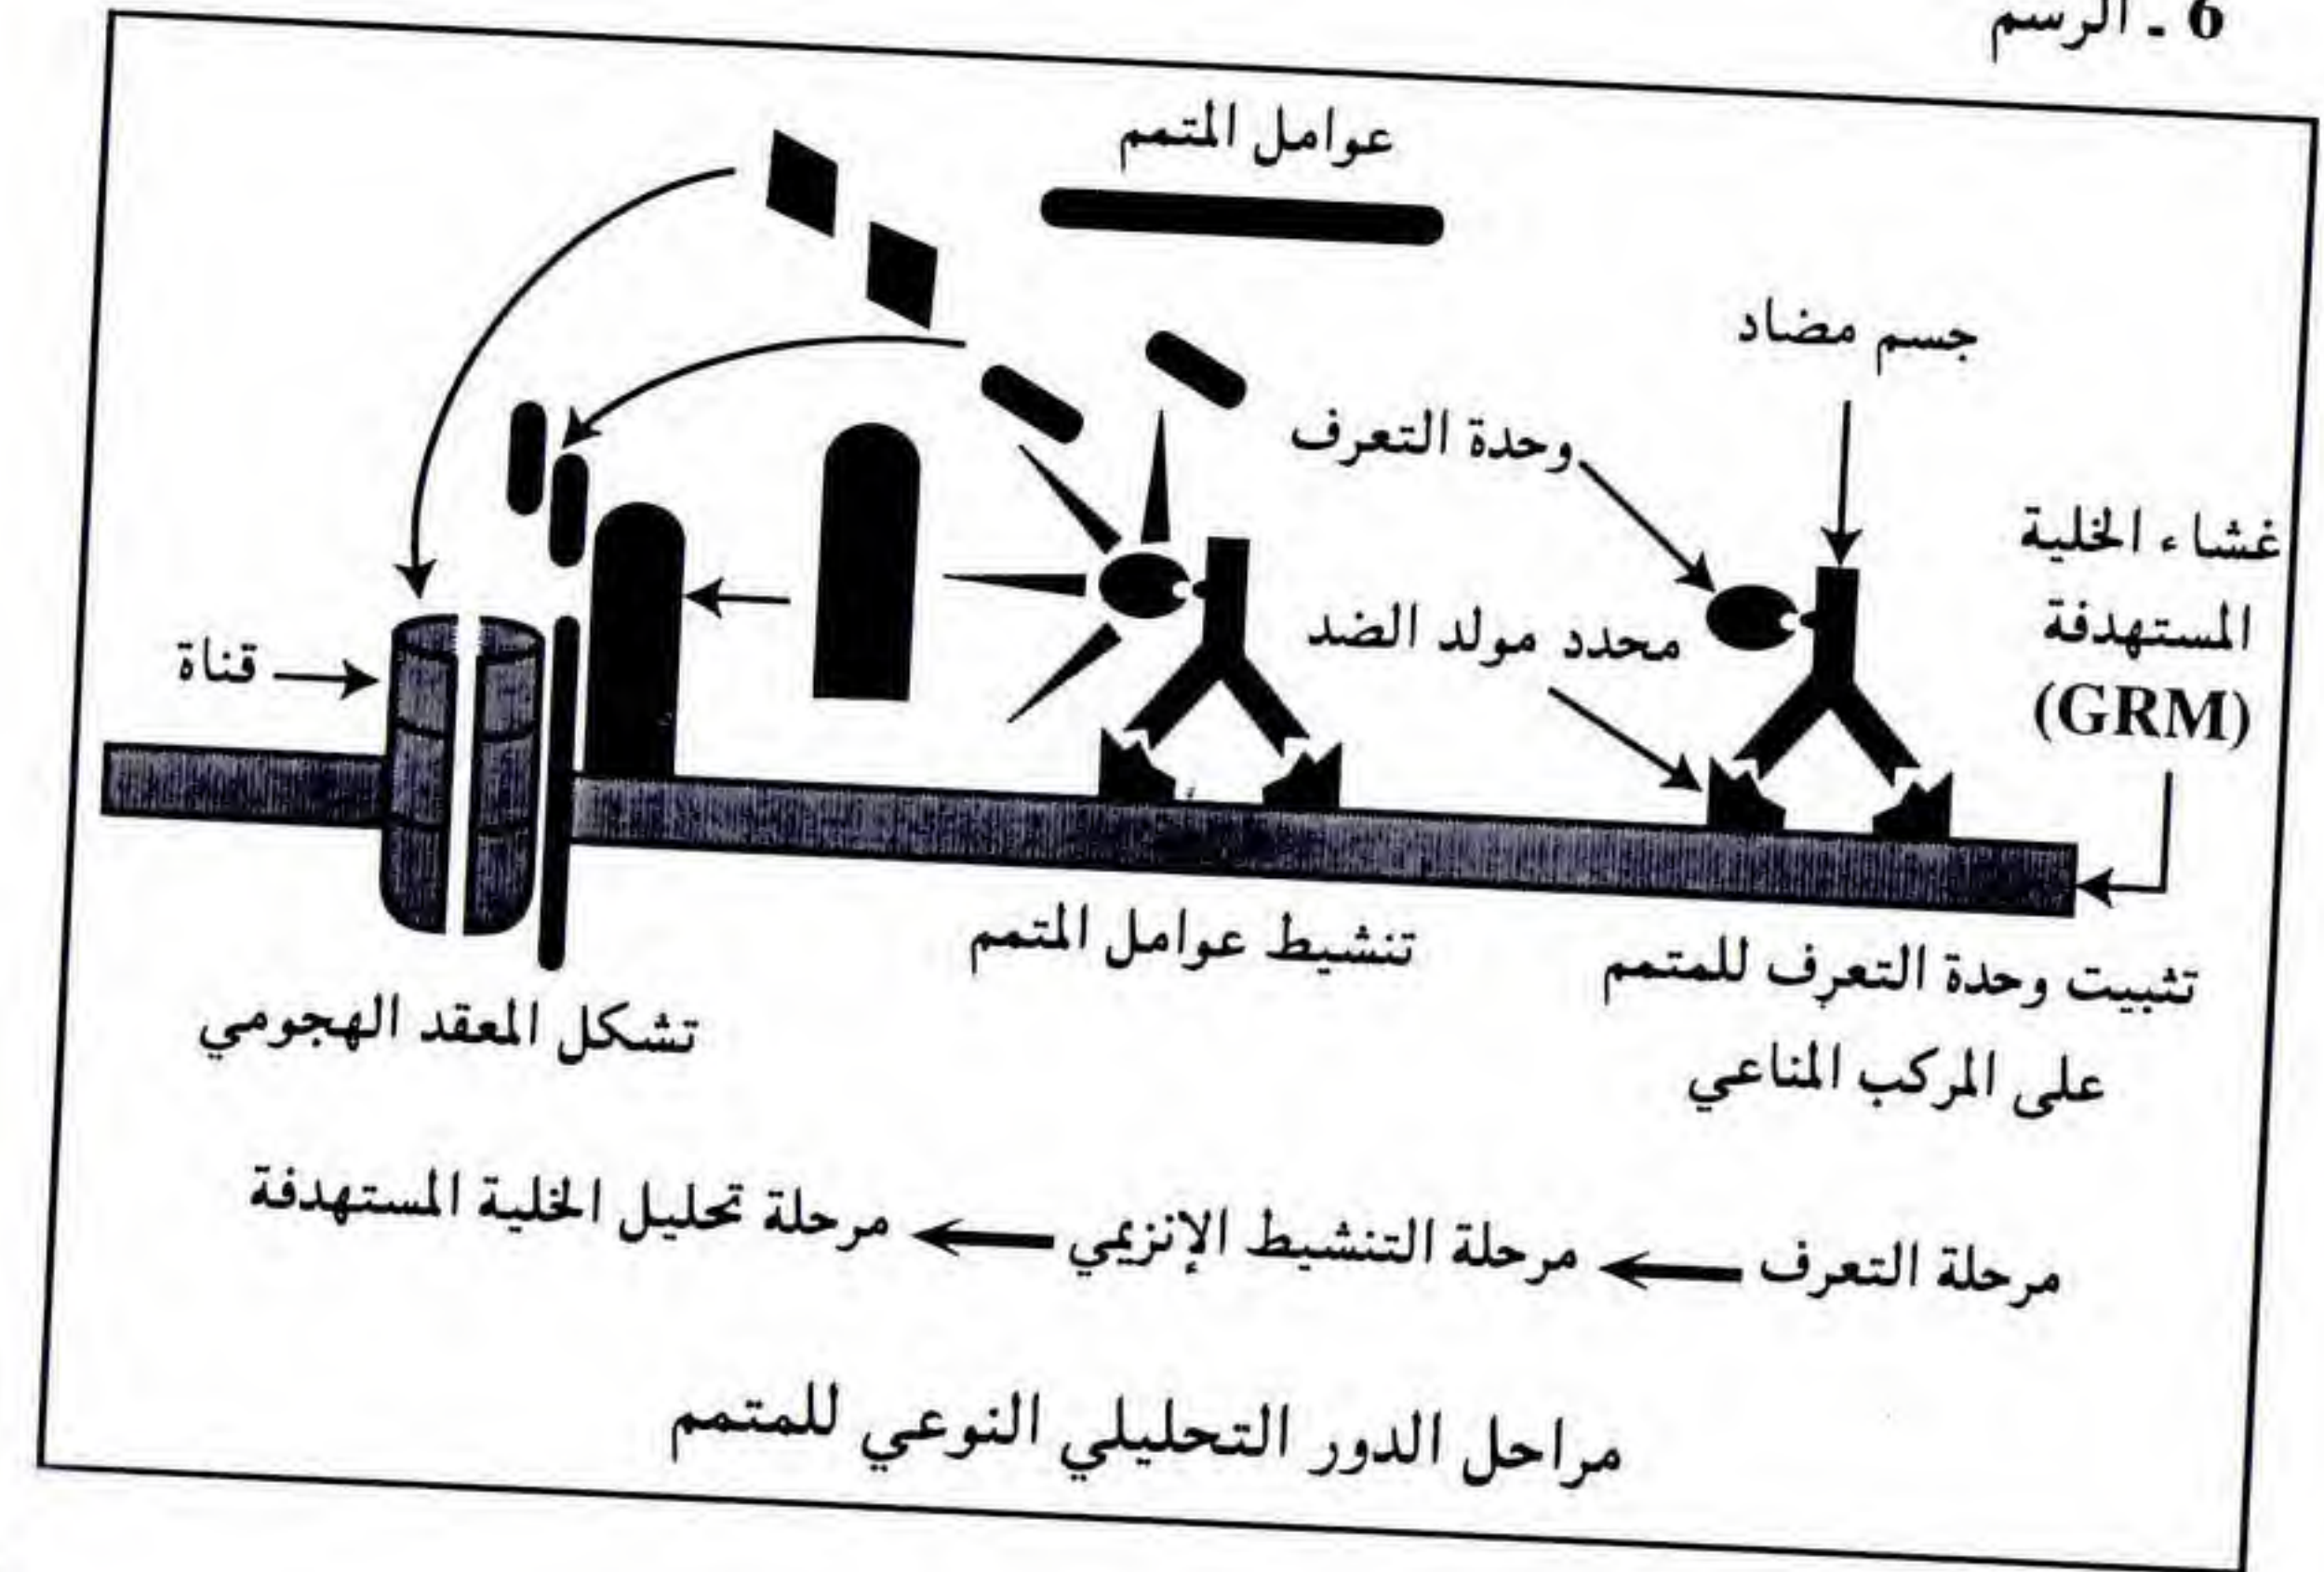 6 ـ الرسم
عوامل المتمم
جسم مضاد
وحدة التعرف
غشاء الخلية
المستهدفة
(GRM)
محدد مولد الضد
قناة
تثبيت وحدة التعرف للمتمم
على المركب المناعي
تنشيط عوامل المتمم
تشكل المعقد الهجومي
مرحلة التعرف ← مرحلة التنشيط الإنزيمي ← مرحلة تحليل الخلية المستهدفة
مراحل الدور التحليلي النوعي للمتمم